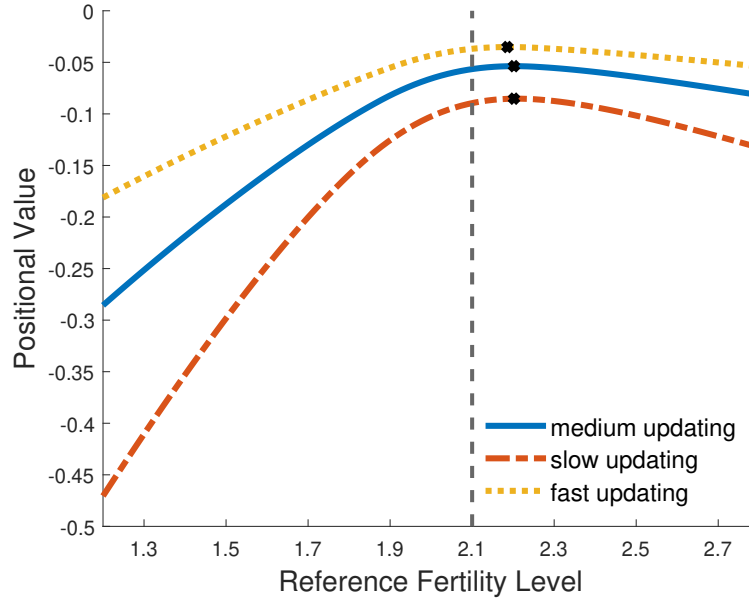 0
-0.05
-0.1
-0.15
-0.2
-0.25
-0.3
-0.35
-0.4
-0.45
-0.5
Positional Value
medium updating
slow updating
fast updating
1.3 1.5 1.7 1.9 2.1 2.3 2.5 2.7
Reference Fertility Level